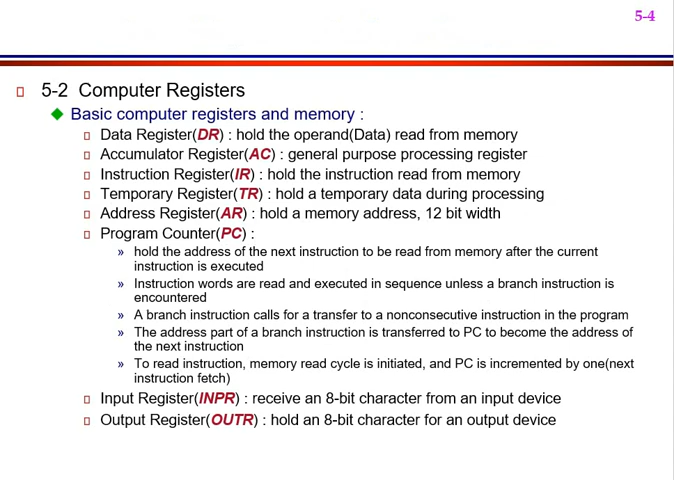 5-4
5-2 Computer Registers
Basic computer registers and memory :
Data Register(DR) : hold the operand(Data) read from memory
Accumulator Register(AC) : general purpose processing register
Instruction Register(IR) : hold the instruction read from memory
Temporary Register(TR) : hold a temporary data during processing
Address Register(AR) : hold a memory address, 12 bit width
Program Counter(PC) :
» hold the address of the next instruction to be read from memory after the current
instruction is executed
» Instruction words are read and executed in sequence unless a branch instruction is
encountered
» A branch instruction calls for a transfer to a nonconsecutive instruction in the program
» The address part of a branch instruction is transferred to PC to become the address of
the next instruction
» To read instruction, memory read cycle is initiated, and PC is incremented by one(next
instruction fetch)
Input Register(INPR) : receive an 8-bit character from an input device
Output Register(OUTR) : hold an 8-bit character for an output device